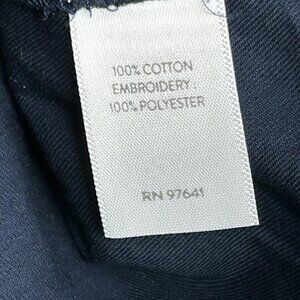 100% COTTON
EMBROIDERY:
100% POLYESTER
RN 97641